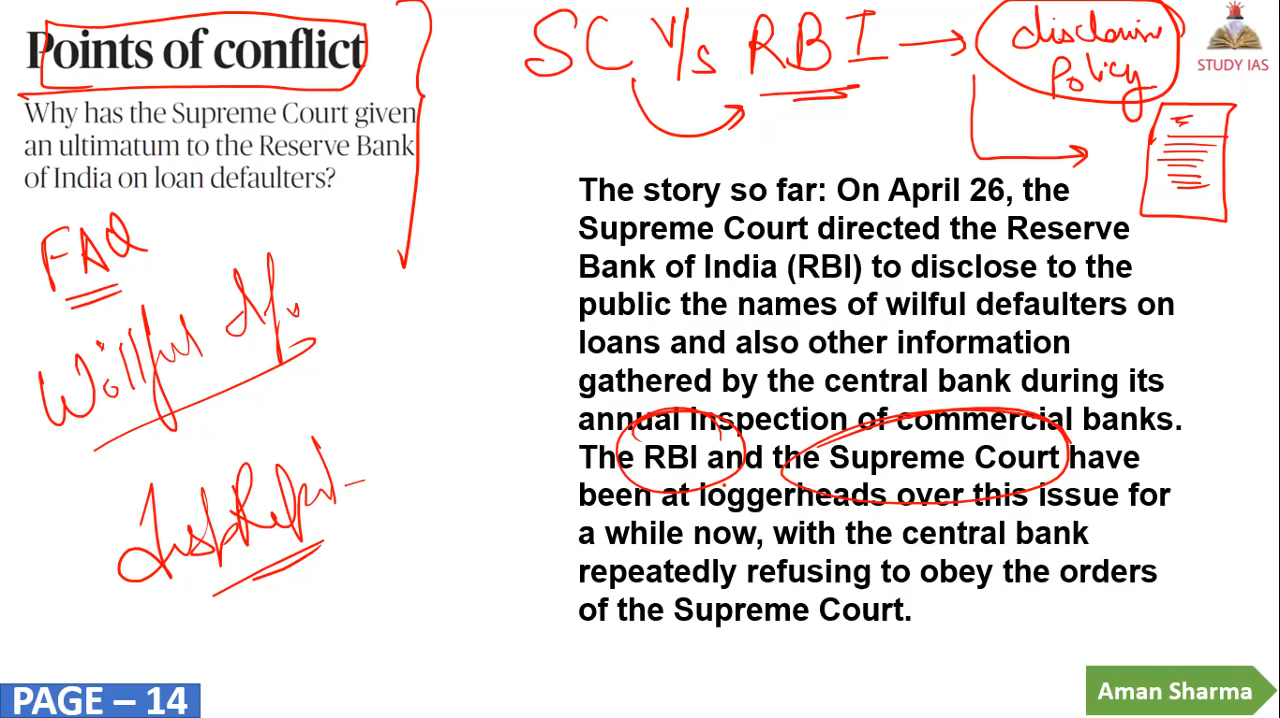 Points of conflict
Why has the Supreme Court given
an ultimatum to the Reserve Bank
of India on loan defaulters?
FAQ
Willful
SC V/s RBI
disclosure
Policy
STUDY IAS
The story so far: On April 26, the
Supreme Court directed the Reserve
Bank of India (RBI) to disclose to the
public the names of wilful defaulters on
loans and also other information
gathered by the central bank during its
annual inspection of commercial banks.
The RBI and the Supreme Court have
been at loggerheads over this issue for
a while now, with the central bank
repeatedly refusing to obey the orders
of the Supreme Court.
PAGE – 14
Aman Sharma